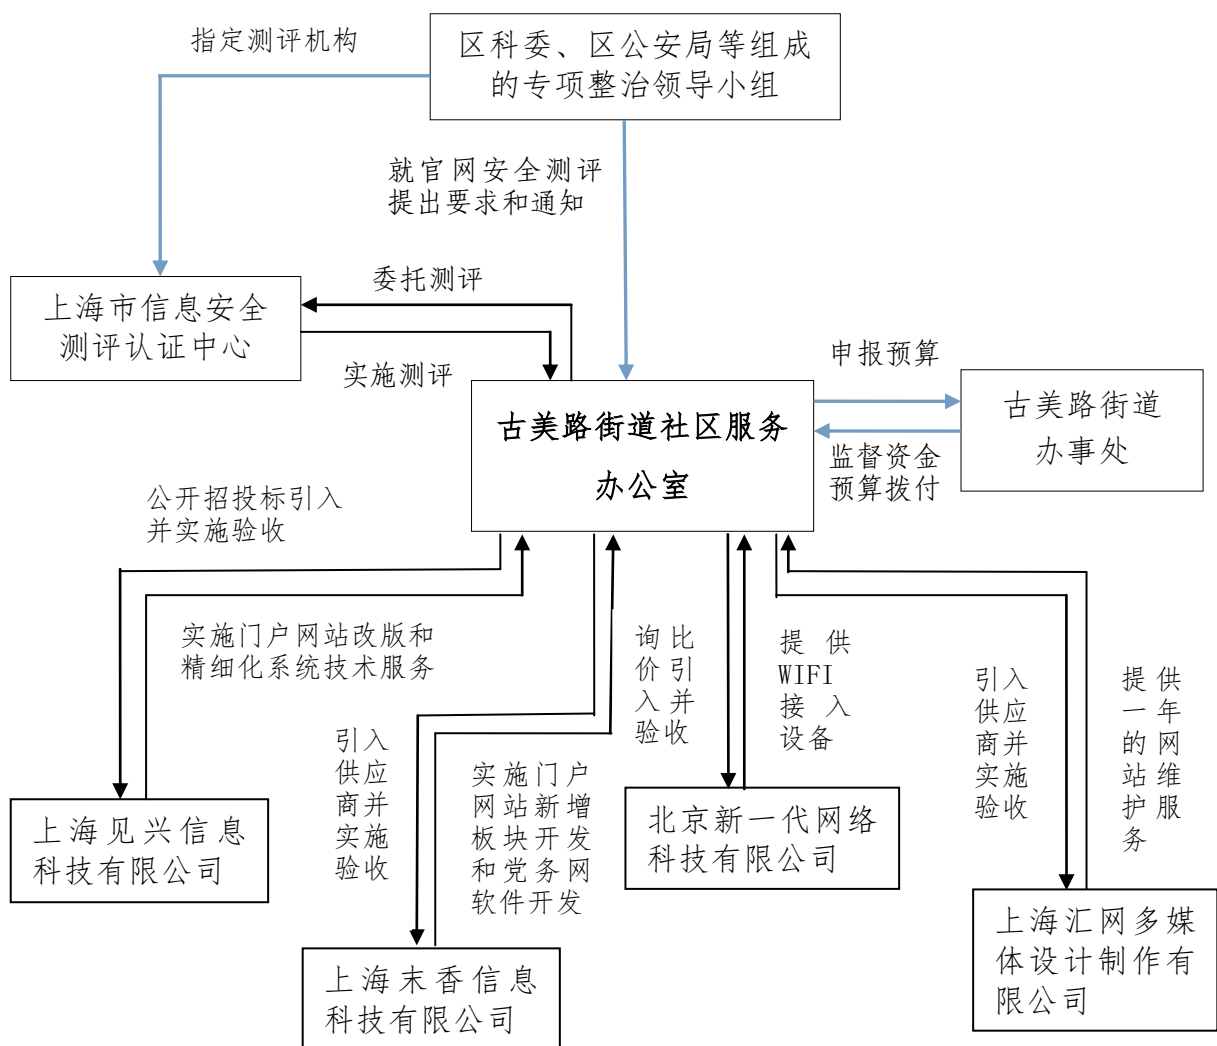 指定测评机构
区科委、区公安局等组成
的专项整治领导小组
就官网安全测评
提出要求和通知
委托测评
上海市信息安全
测评认证中心
实施测评
申报预算
古美路街道社区服务
办公室
古美路街道
办事处
监督资金
预算拨付
公开招投标引入
并实施验收
实施门户网站改版和
精细化系统技术服务
询比
价引
入并
验收
提供
WIFI
接入
设备
引入
供应
商并
实施
验收
提供
一年
的网
站维
护服
务
引入
供应
商并
实施
验收
实施门户
网站新增
板块开发
和党务网
软件开发
上海见兴信息
科技有限公司
北京新一代网络
科技有限公司
上海末香信息
科技有限公司
上海汇网多媒
体设计制作有
限公司